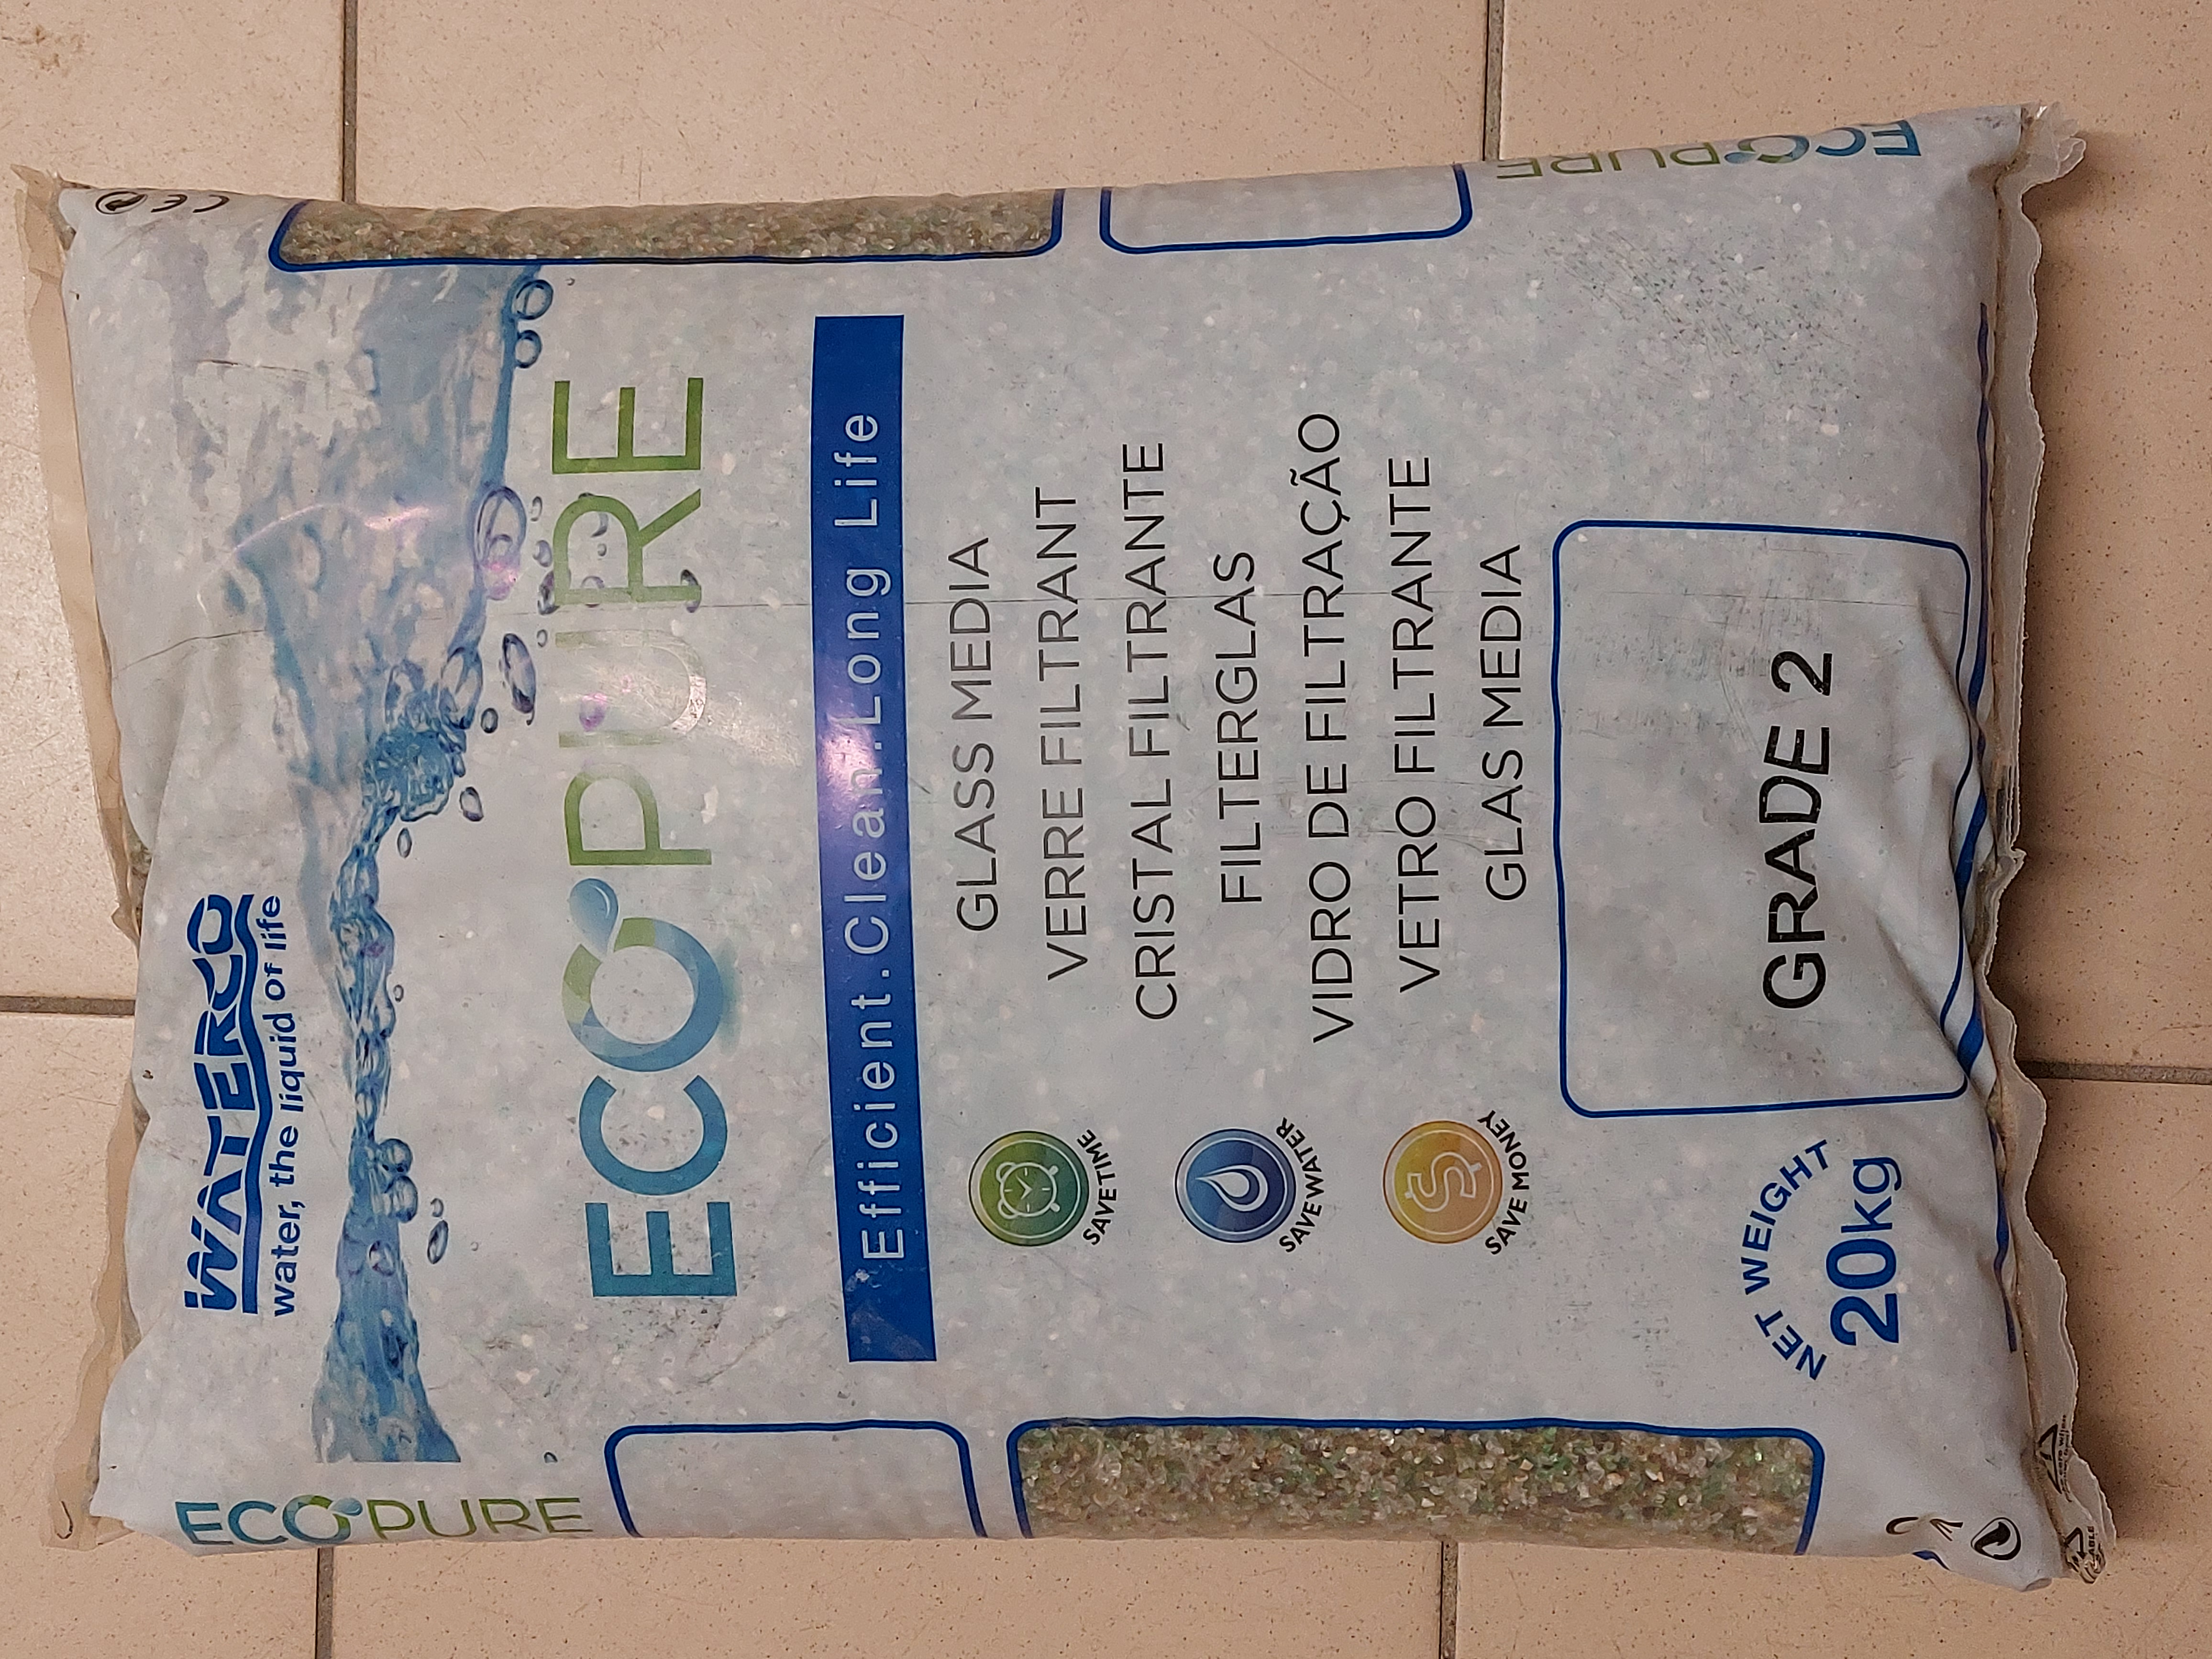 WATERCO
water, the liquid of life
ECOPURE
Efficient.Clean.Long Life
GLASS MEDIA
VERRE FILTRANT
CRISTAL FILTRANTE
FILTERGLAS
VIDRO DE FILTRAÇÃO
VETRO FILTRANTE
GLAS MEDIA
SAVE TIME
SAVE WATER
SAVE MONEY
GRADE 2
NET WEIGHT
20kg
ECOPURE
ECOPURE
CE